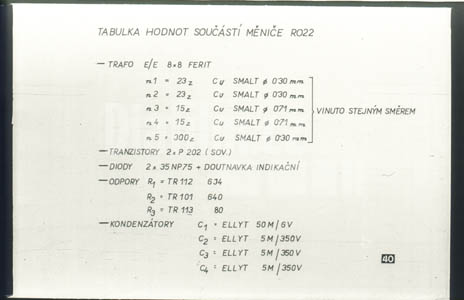 TABULKA HODNOT SOUČÁSTÍ MĚNIČE RO22
— TRAFO E/E 8×8 FERIT
n1 = 23z Cu SMALT ϕ 0'30 mm
n2 = 23z Cu SMALT ϕ 0'30 mm
n3 = 15z Cu SMALT ϕ 0'71 mm VINUTO STEJNÝM SMĚREM
n4 = 15z Cu SMALT ϕ 0'71 mm
n5 = 300z Cu SMALT ϕ 0'30 mm
— TRANZISTORY 2×P 202 (SOV.)
— DIODY 2×35NP75 + DOUTNAVKA INDIKAČNÍ
— ODPORY R1 = TR 112 634
R2 = TR 101 640
R3 = TR 113 80
— KONDENZÁTORY C1 = ELLYT 50M/6V
C2 = ELLYT 5M/350V
C3 = ELLYT 5M/350V
C4 = ELLYT 5M/350V
40